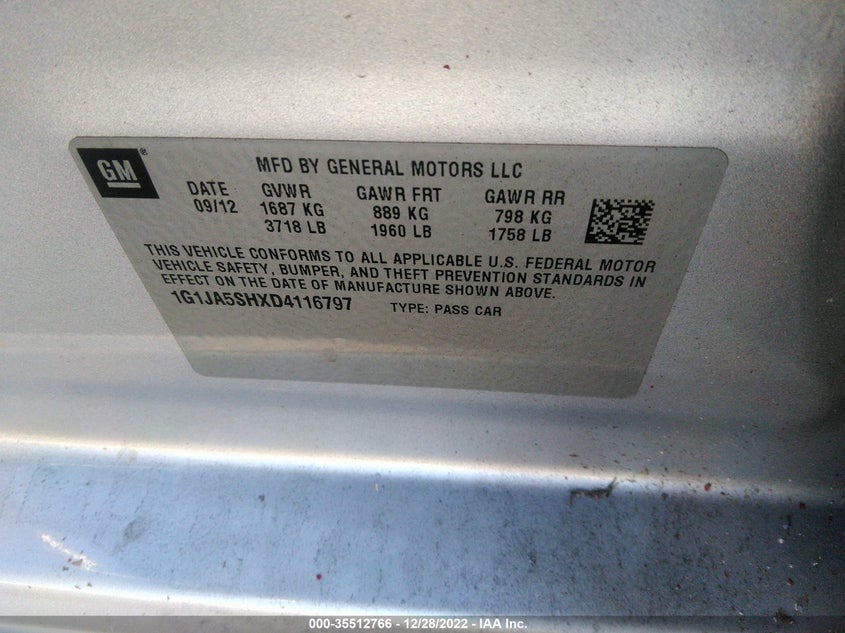 GM®
MFD BY GENERAL MOTORS LLC
DATE GVWR GAWR FRT GAWR RR
09/12 1687 KG 889 KG 798 KG
3718 LB 1960 LB 1758 LB
THIS VEHICLE CONFORMS TO ALL APPLICABLE U.S. FEDERAL MOTOR
VEHICLE SAFETY, BUMPER, AND THEFT PREVENTION STANDARDS IN
EFFECT ON THE DATE OF MANUFACTURE SHOWN ABOVE.
1G1JA5SHXD4116797 TYPE: PASS CAR
000-35512766 - 12/28/2022 - IAA Inc.